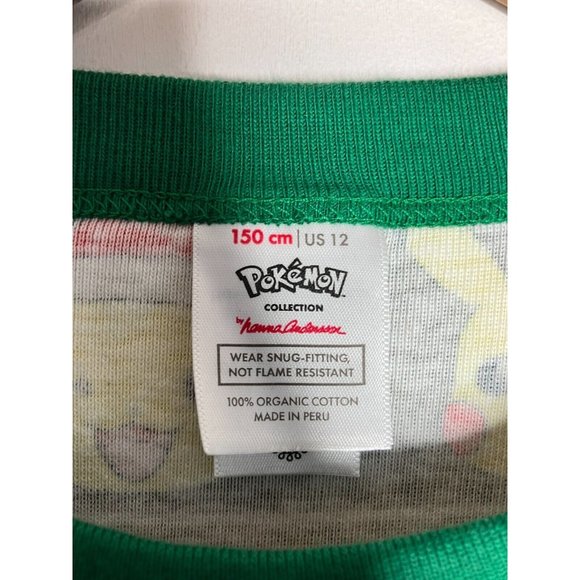 150 cm | US 12
POKéMON™
COLLECTION
by hanna andersson
WEAR SNUG-FITTING,
NOT FLAME RESISTANT
100% ORGANIC COTTON
MADE IN PERU